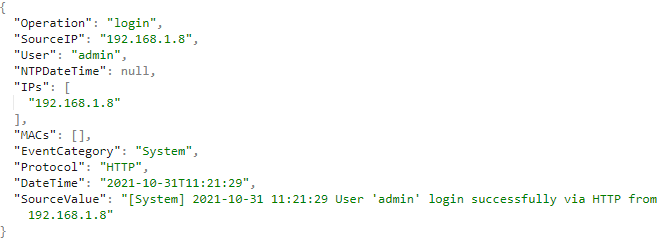 {
"Operation": "login",
"SourceIP": "192.168.1.8",
"User": "admin",
"NTPDateTime": null,
"IPs": [
"192.168.1.8"
],
"MACs": [],
"EventCategory": "System",
"Protocol": "HTTP",
"DateTime": "2021-10-31T11:21:29",
"SourceValue": "[System] 2021-10-31 11:21:29 User 'admin' login successfully via HTTP from
192.168.1.8"
}